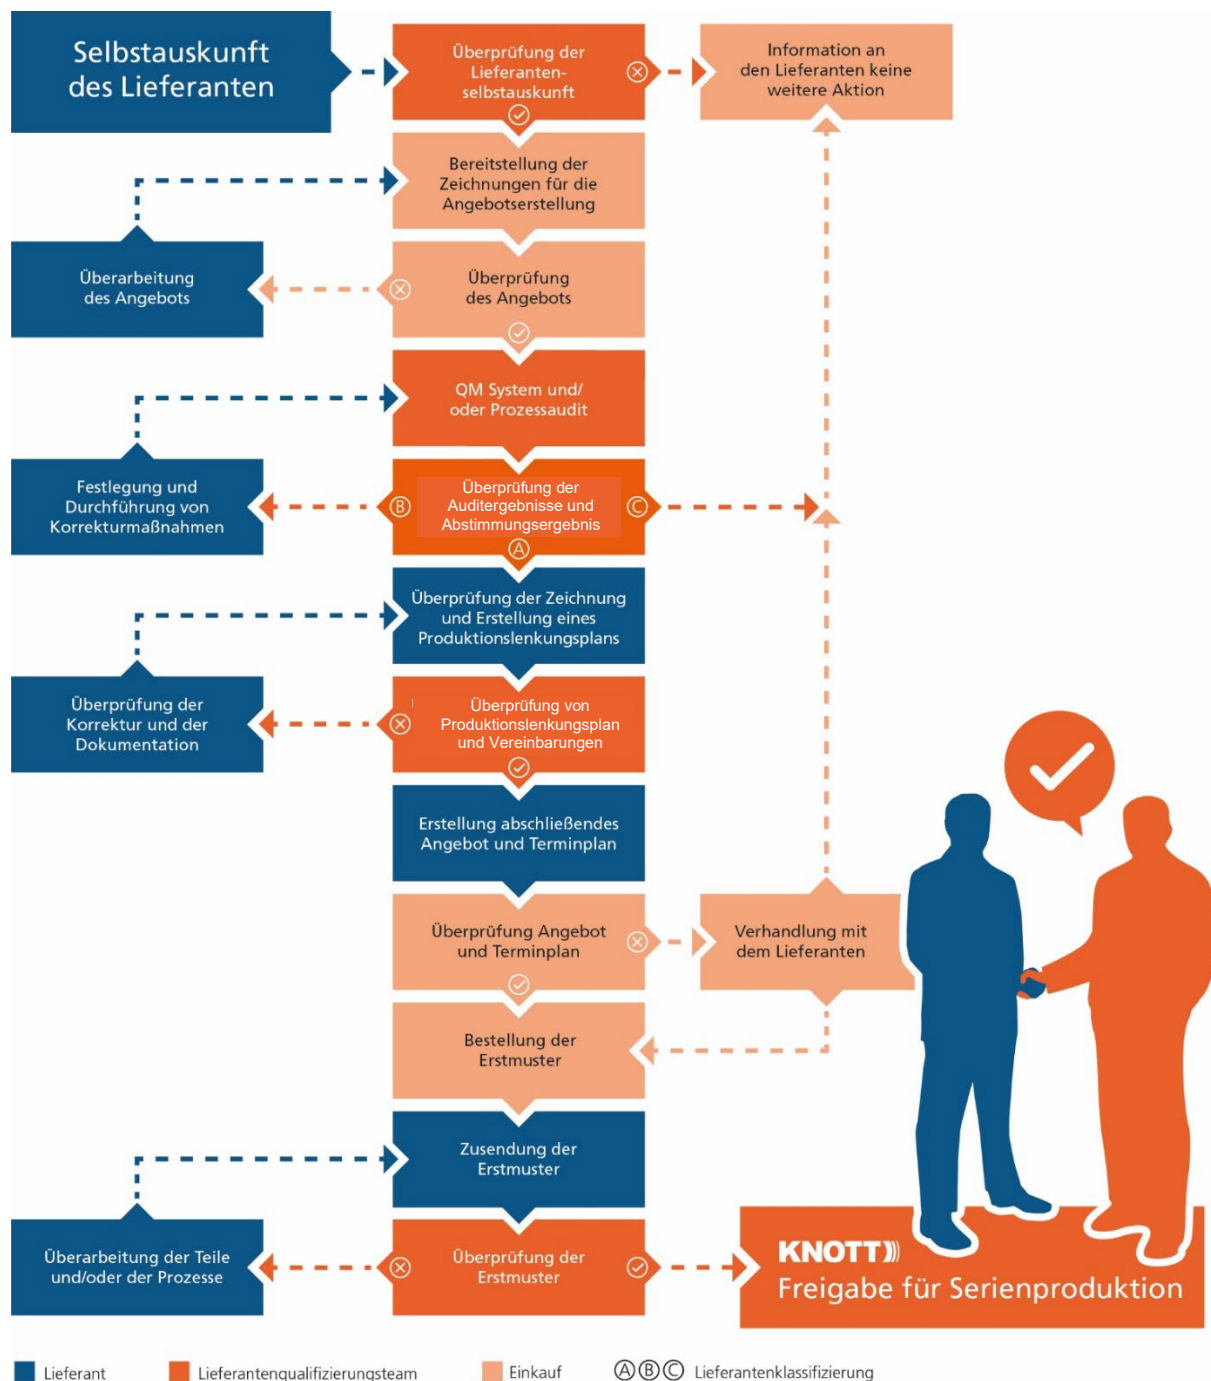 Selbstauskunft
des Lieferanten
Überprüfung der
Lieferanten-
selbstauskunft
Information an
den Lieferanten keine
weitere Aktion
Bereitstellung der
Zeichnungen für die
Angebotserstellung
Überarbeitung
des Angebots
Überprüfung
des Angebots
QM System und/
oder Prozessaudit
Festlegung und
Durchführung von
Korrekturmaßnahmen
B
Überprüfung der
Auditergebnisse und
Abstimmungsergebnis
C
A
Überprüfung der Zeichnung
und Erstellung eines
Produktionslenkungsplans
Überprüfung der
Korrektur und der
Dokumentation
Überprüfung von
Produktionslenkungsplan
und Vereinbarungen
Erstellung abschließendes
Angebot und Terminplan
Überprüfung Angebot
und Terminplan
Verhandlung mit
dem Lieferanten
Bestellung der
Erstmuster
Zusendung der
Erstmuster
Überarbeitung der Teile
und/oder der Prozesse
Überprüfung der
Erstmuster
KNOTT
Freigabe für Serienproduktion
Lieferant
Lieferantenqualifizierungsteam
Einkauf
A B C Lieferantenklassifizierung